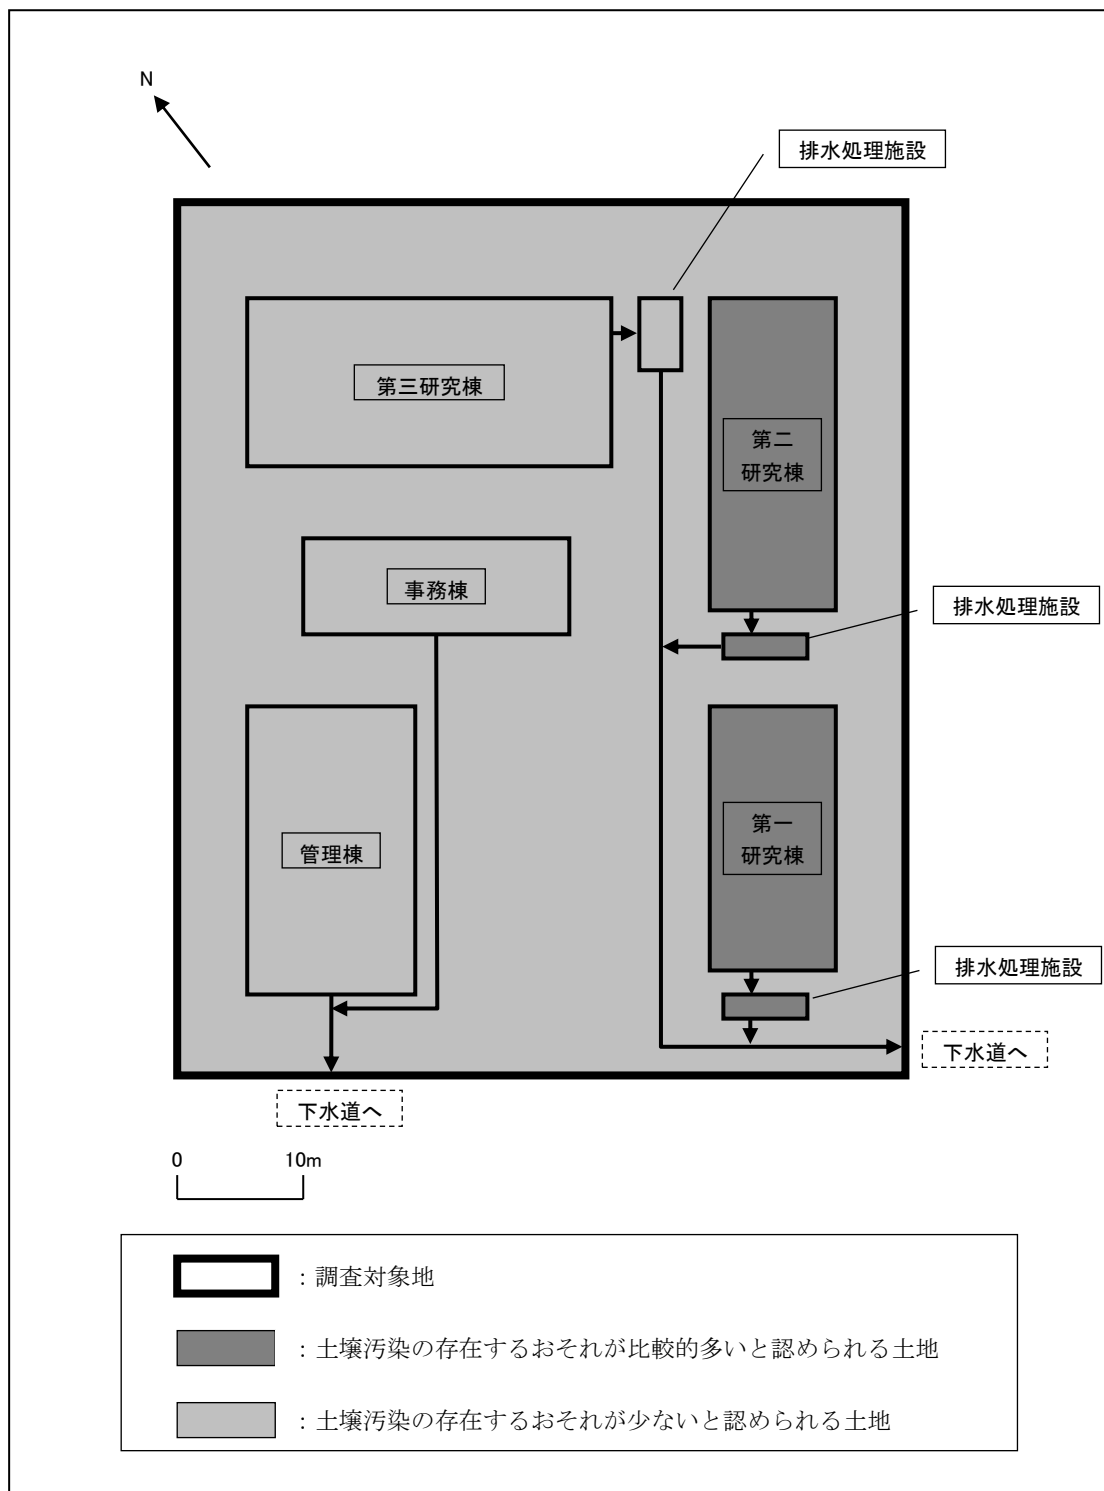 N
排水処理施設
第三研究棟
第二
研究棟
事務棟
排水処理施設
管理棟
第一
研究棟
排水処理施設
下水道へ
下水道へ
0 10m
：調査対象地
：土壌汚染の存在するおそれが比較的多いと認められる土地
：土壌汚染の存在するおそれが少ないと認められる土地